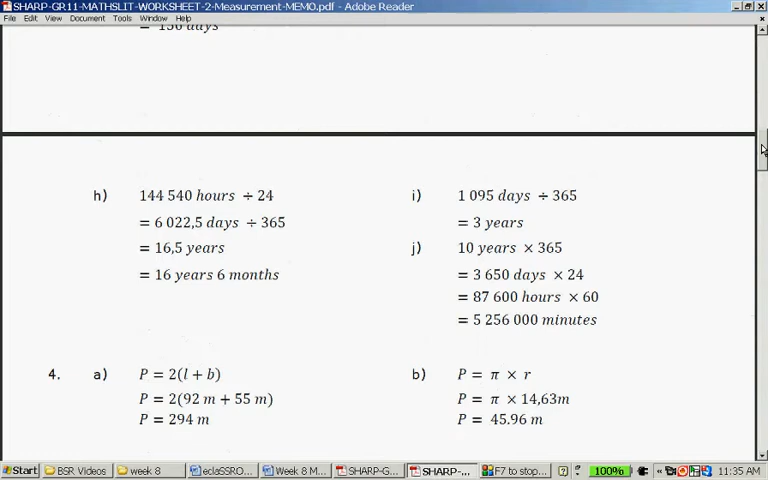 SHARP-GR11-MATHSLIT-WORKSHEET-2-Measurement-MEMO.pdf - Adobe Reader
File Edit View Document Tools Window Help
= 150 days
h) 144 540 hours ÷ 24
= 6 022,5 days ÷ 365
= 16,5 years
= 16 years 6 months
i) 1 095 days ÷ 365
= 3 years
j) 10 years × 365
= 3 650 days × 24
= 87 600 hours × 60
= 5 256 000 minutes
4. a) P = 2(l + b)
P = 2(92 m + 55 m)
P = 294 m
b) P = π × r
P = π × 14,63m
P = 45.96 m
Start BSR Videos week 8 eclaSSRO... Week 8 M... SHARP-G... SHARP-... F7 to stop... 100% 11:35 AM